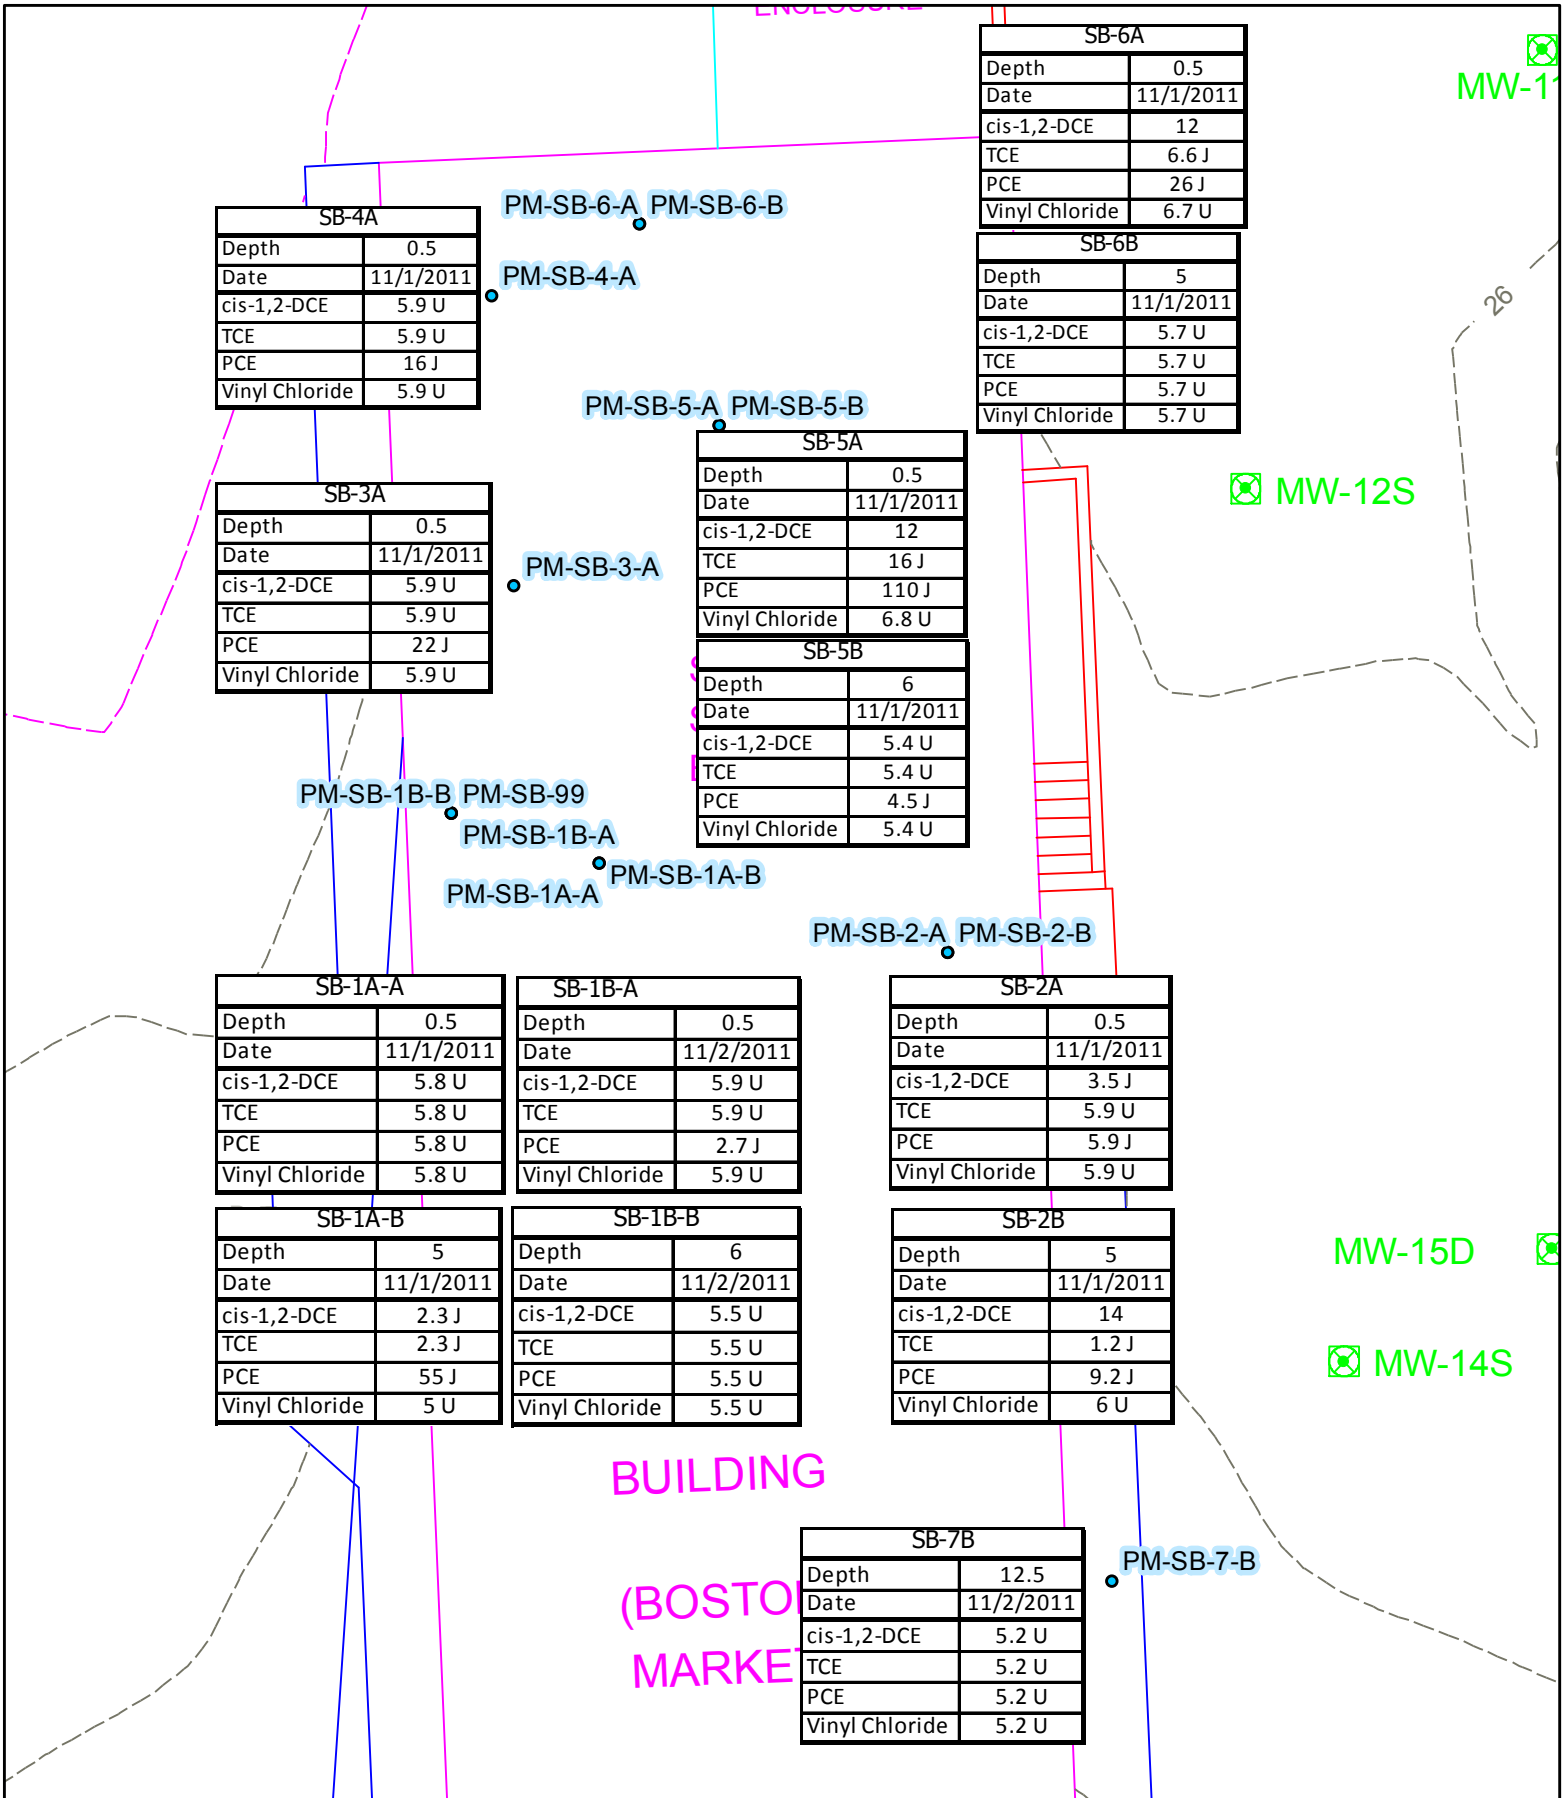 SB-6A
Depth 0.5
Date 11/1/2011
cis-1,2-DCE 12
TCE 6.6 J
PCE 26 J
Vinyl Chloride 6.7 U
SB-6B
Depth 5
Date 11/1/2011
cis-1,2-DCE 5.7 U
TCE 5.7 U
PCE 5.7 U
Vinyl Chloride 5.7 U
PM-SB-6-A PM-SB-6-B
SB-4A
Depth 0.5
Date 11/1/2011
cis-1,2-DCE 5.9 U
TCE 5.9 U
PCE 16 J
Vinyl Chloride 5.9 U
PM-SB-4-A
26
PM-SB-5-A PM-SB-5-B
SB-5A
Depth 0.5
Date 11/1/2011
cis-1,2-DCE 12
TCE 16 J
PCE 110 J
Vinyl Chloride 6.8 U
MW-12S
SB-3A
Depth 0.5
Date 11/1/2011
cis-1,2-DCE 5.9 U
TCE 5.9 U
PCE 22 J
Vinyl Chloride 5.9 U
PM-SB-3-A
SB-5B
Depth 6
Date 11/1/2011
cis-1,2-DCE 5.4 U
TCE 5.4 U
PCE 4.5 J
Vinyl Chloride 5.4 U
PM-SB-1B-B PM-SB-99
PM-SB-1B-A
PM-SB-1A-B
PM-SB-1A-A
PM-SB-2-A PM-SB-2-B
SB-1A-A
Depth 0.5
Date 11/1/2011
cis-1,2-DCE 5.8 U
TCE 5.8 U
PCE 5.8 U
Vinyl Chloride 5.8 U
SB-1B-A
Depth 0.5
Date 11/2/2011
cis-1,2-DCE 5.9 U
TCE 5.9 U
PCE 2.7 J
Vinyl Chloride 5.9 U
SB-2A
Depth 0.5
Date 11/1/2011
cis-1,2-DCE 3.5 J
TCE 5.9 U
PCE 5.9 J
Vinyl Chloride 5.9 U
SB-1A-B
Depth 5
Date 11/1/2011
cis-1,2-DCE 2.3 J
TCE 2.3 J
PCE 55 J
Vinyl Chloride 5 U
SB-1B-B
Depth 6
Date 11/2/2011
cis-1,2-DCE 5.5 U
TCE 5.5 U
PCE 5.5 U
Vinyl Chloride 5.5 U
SB-2B
Depth 5
Date 11/1/2011
cis-1,2-DCE 14
TCE 1.2 J
PCE 9.2 J
Vinyl Chloride 6 U
MW-15D
MW-14S
BUILDING
(BOSTO
MARKE
SB-7B
Depth 12.5
Date 11/2/2011
cis-1,2-DCE 5.2 U
TCE 5.2 U
PCE 5.2 U
Vinyl Chloride 5.2 U
PM-SB-7-B